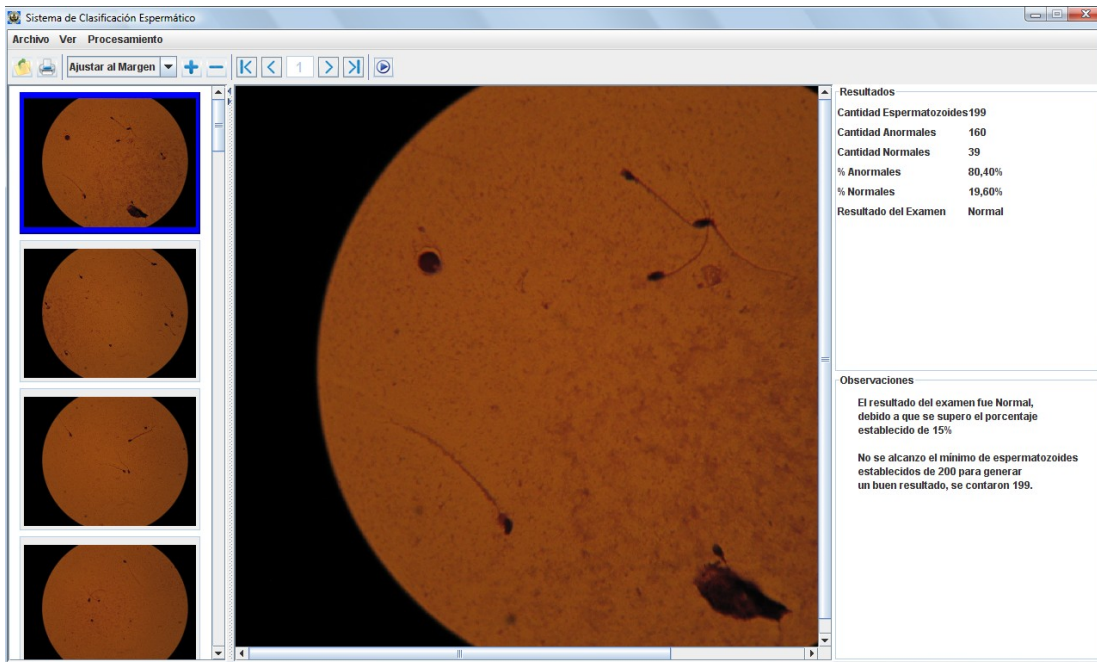 Sistema de Clasificación Espermático
Archivo Ver Procesamiento
Ajustar al Margen
1
Resultados
Cantidad Espermatozoides199
Cantidad Anormales 160
Cantidad Normales 39
% Anormales 80,40%
% Normales 19,60%
Resultado del Examen Normal
Observaciones
El resultado del examen fue Normal,
debido a que se supero el porcentaje
establecido de 15%
No se alcanzo el mínimo de espermatozoides
establecidos de 200 para generar
un buen resultado, se contaron 199.